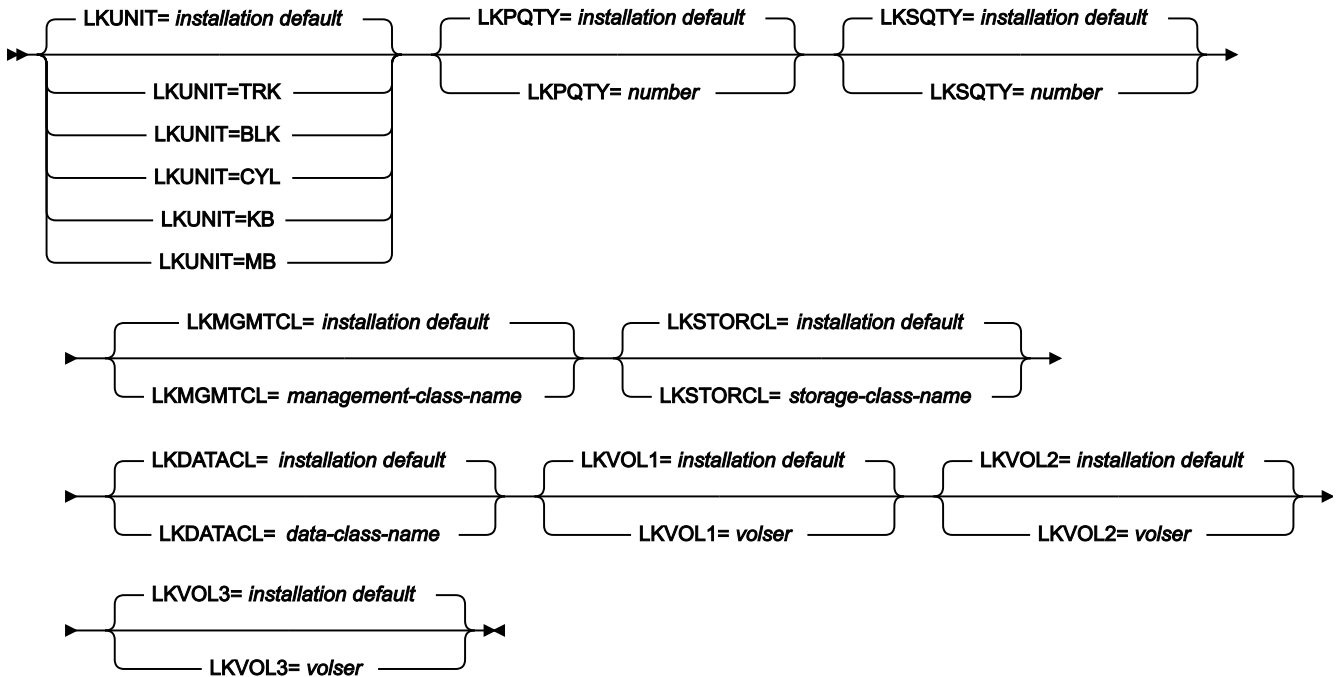 LKUNIT= installation default LKPQTY= installation default LKSQTY= installation default
LKUNIT=TRK LKPQTY= number LKSQTY= number
LKUNIT=BLK
LKUNIT=CYL
LKUNIT=KB
LKUNIT=MB
LKMGMTCL= installation default LKSTORCL= installation default
LKMGMTCL= management-class-name LKSTORCL= storage-class-name
LKDATACL= installation default LKVOL1= installation default LKVOL2= installation default
LKDATACL= data-class-name LKVOL1= volser LKVOL2= volser
LKVOL3= installation default
LKVOL3= volser